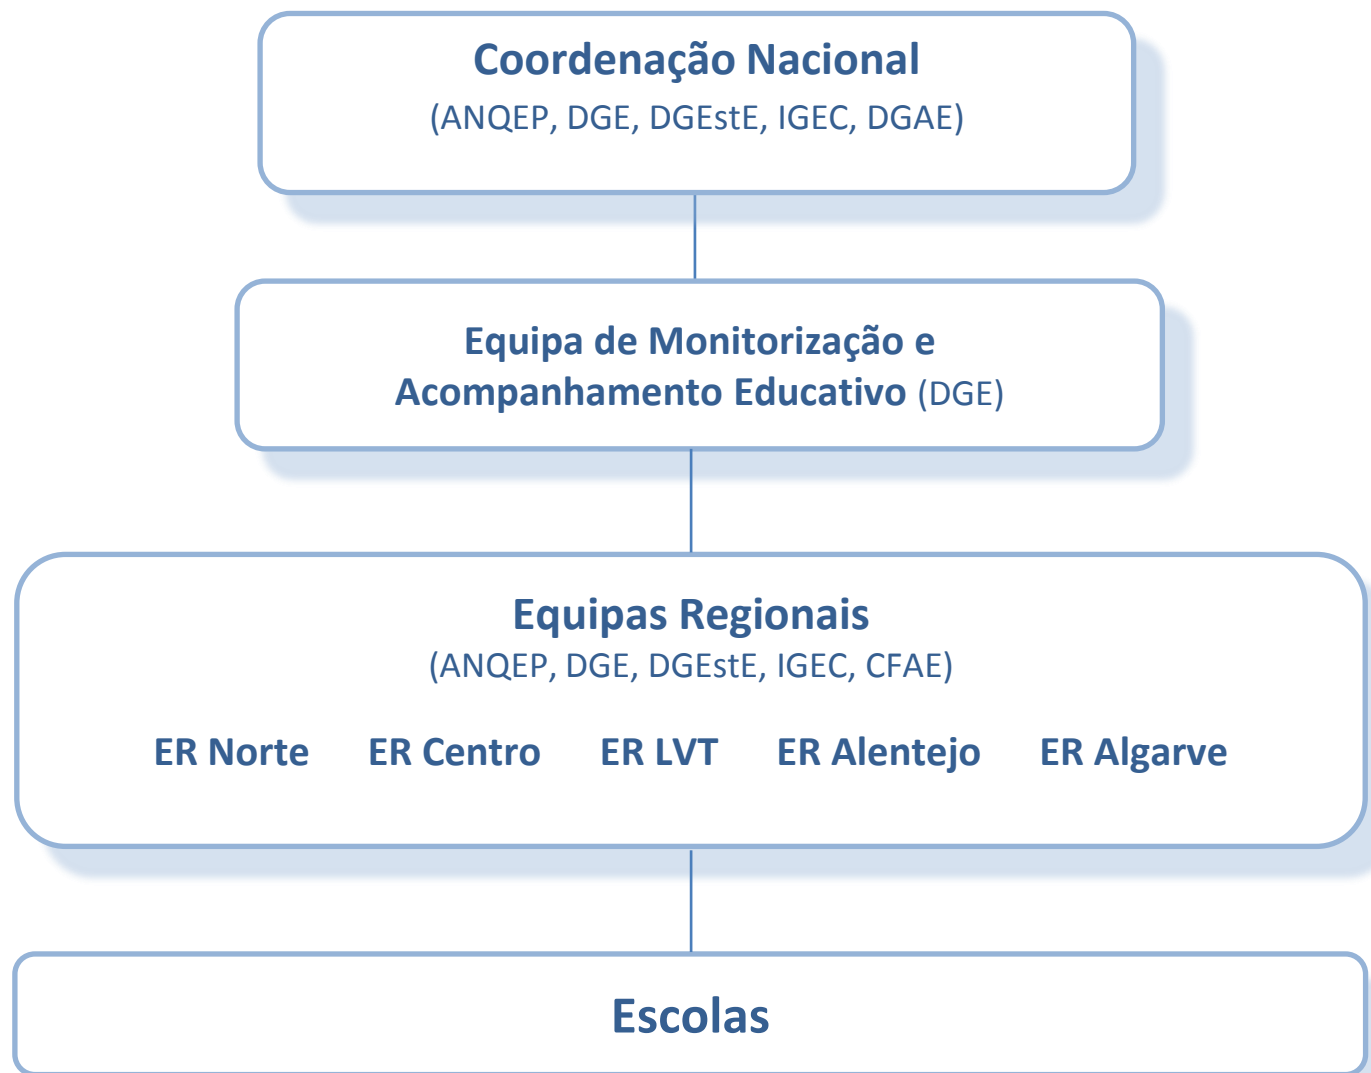 Coordenação Nacional
(ANQEP, DGE, DGEstE, IGEC, DGAE)
Equipa de Monitorização e
Acompanhamento Educativo (DGE)
Equipas Regionais
(ANQEP, DGE, DGEstE, IGEC, CFAE)
ER Norte ER Centro ER LVT ER Alentejo ER Algarve
Escolas